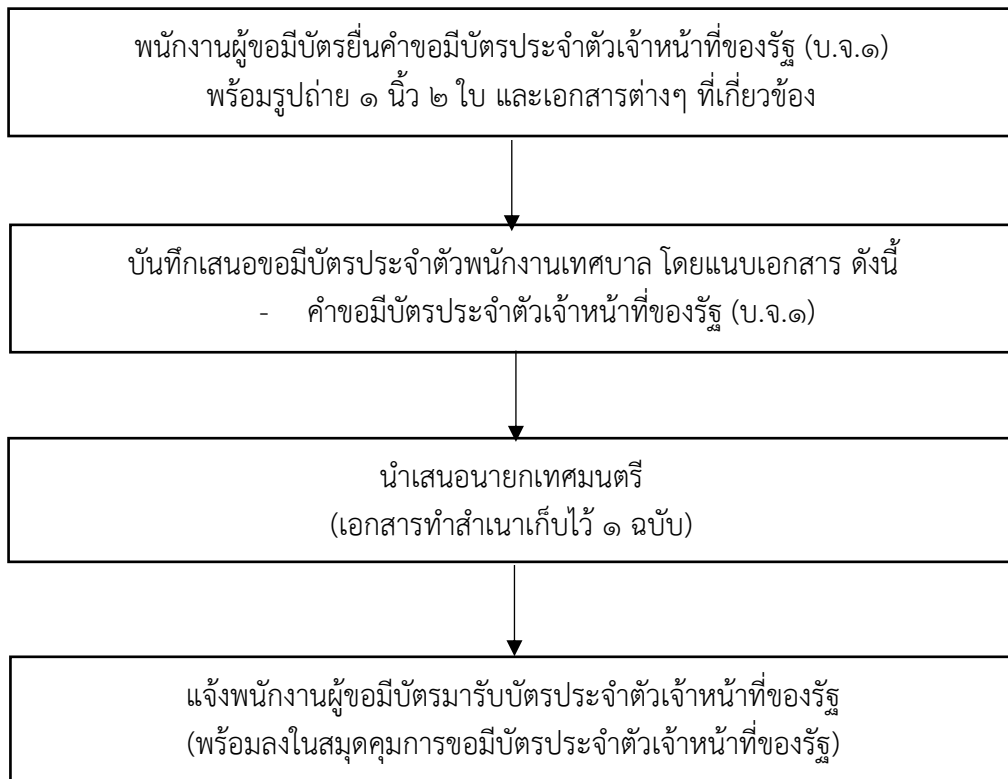 พนักงานผู้ขอมีบัตรยื่นคำขอมีบัตรประจำตัวเจ้าหน้าที่ของรัฐ (บ.จ.๑)
พร้อมรูปถ่าย ๑ นิ้ว ๒ ใบ และเอกสารต่างๆ ที่เกี่ยวข้อง
บันทึกเสนอขอมีบัตรประจำตัวพนักงานเทศบาล โดยแนบเอกสาร ดังนี้
- คำขอมีบัตรประจำตัวเจ้าหน้าที่ของรัฐ (บ.จ.๑)
นำเสนอนายกเทศมนตรี
(เอกสารทำสำเนาเก็บไว้ ๑ ฉบับ)
แจ้งพนักงานผู้ขอมีบัตรมารับบัตรประจำตัวเจ้าหน้าที่ของรัฐ
(พร้อมลงในสมุดคุมการขอมีบัตรประจำตัวเจ้าหน้าที่ของรัฐ)